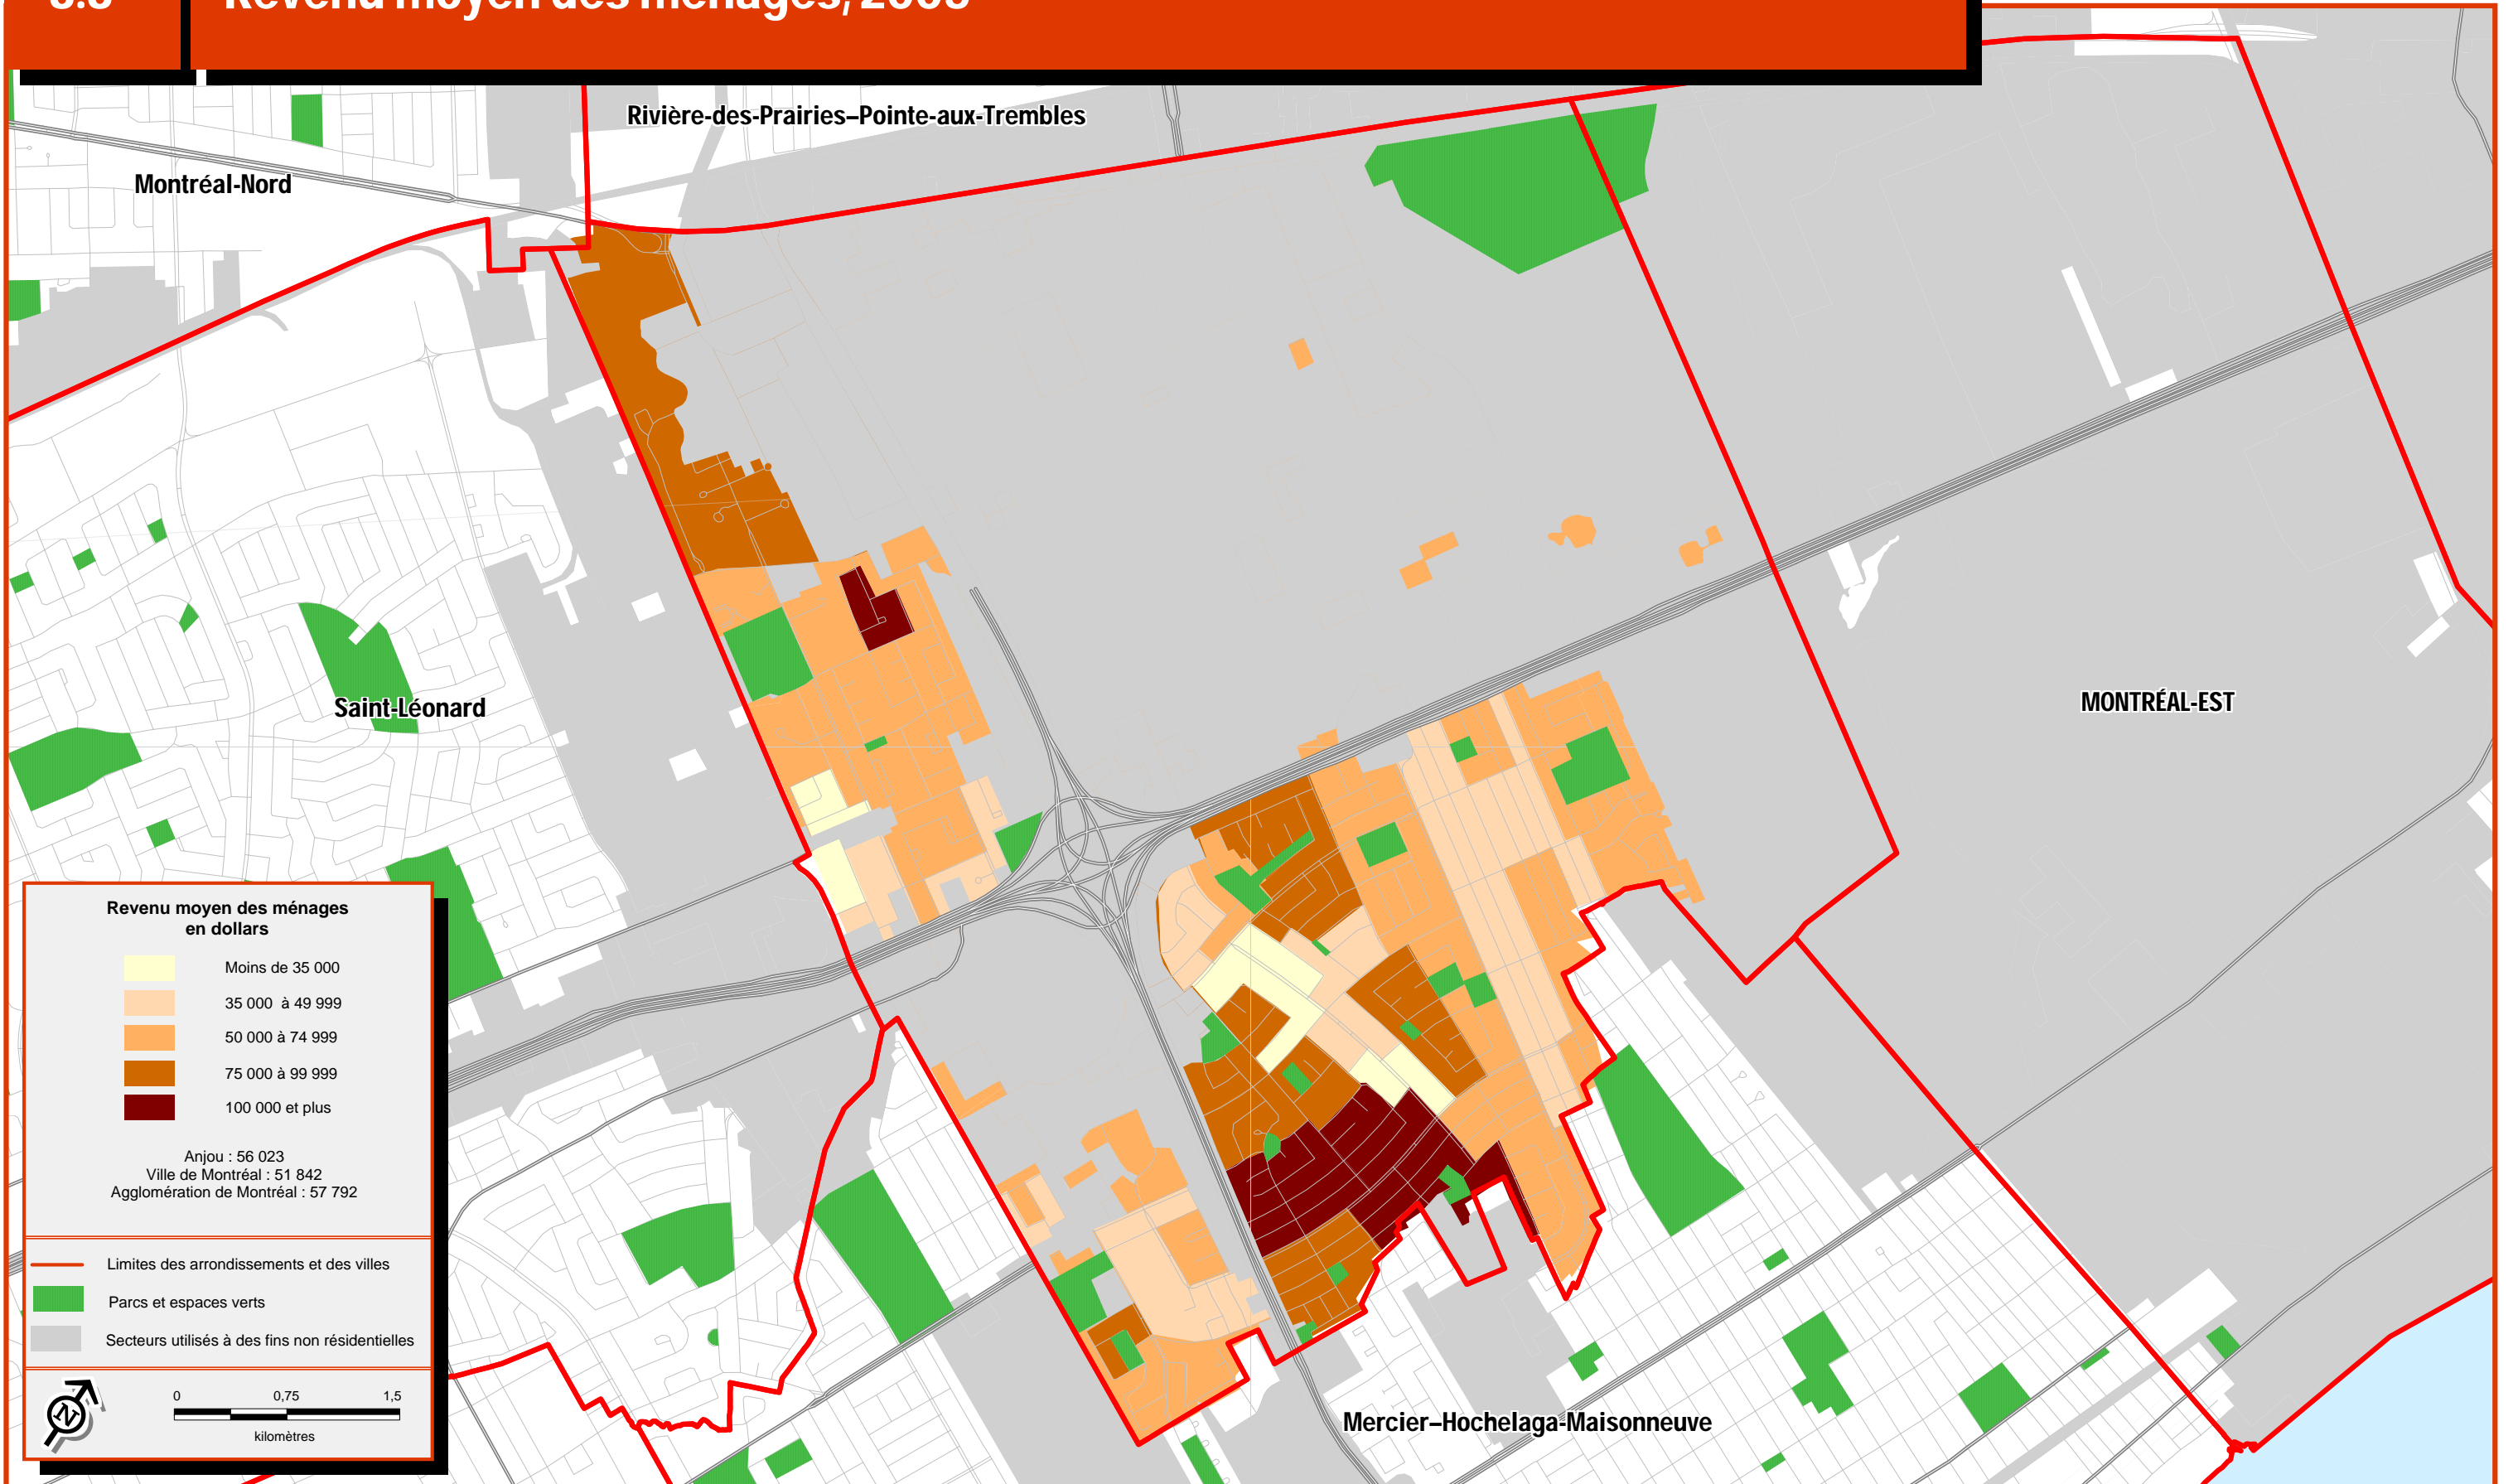 Revenu moyen des ménages,
Rivière-des-Prairies–Pointe-aux-Trembles
Montréal-Nord
Saint-Léonard
MONTRÉAL-EST
Mercier–Hochelaga-Maisonneuve
Revenu moyen des ménages
en dollars
Moins de 35 000
35 000 à 49 999
50 000 à 74 999
75 000 à 99 999
100 000 et plus
Anjou : 56 023
Ville de Montréal : 51 842
Agglomération de Montréal : 57 792
Limites des arrondissements et des villes
Parcs et espaces verts
Secteurs utilisés à des fins non résidentielles
N
0 0,75 1,5
kilomètres